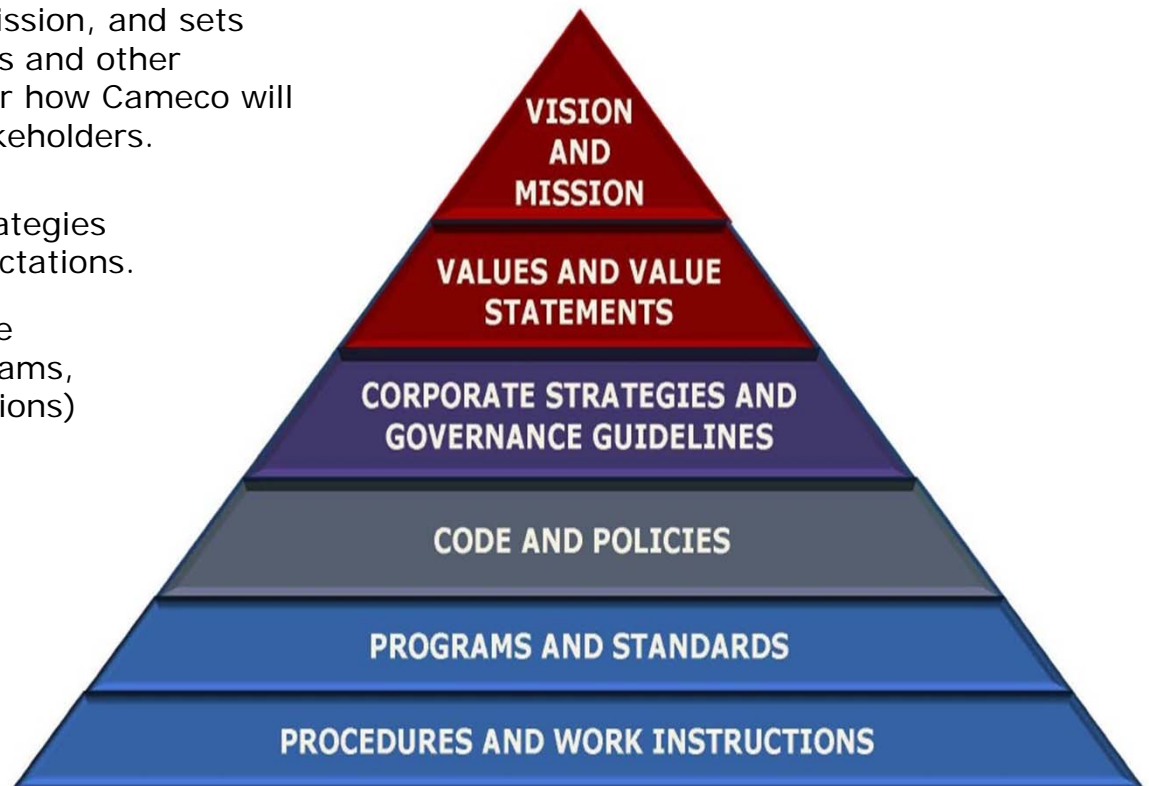 ission, and sets
s and other
r how Cameco will
keholders.
ategies
ctations.
e
ams,
ions)
VISION
AND
MISSION
VALUES AND VALUE
STATEMENTS
CORPORATE STRATEGIES AND
GOVERNANCE GUIDELINES
CODE AND POLICIES
PROGRAMS AND STANDARDS
PROCEDURES AND WORK INSTRUCTIONS